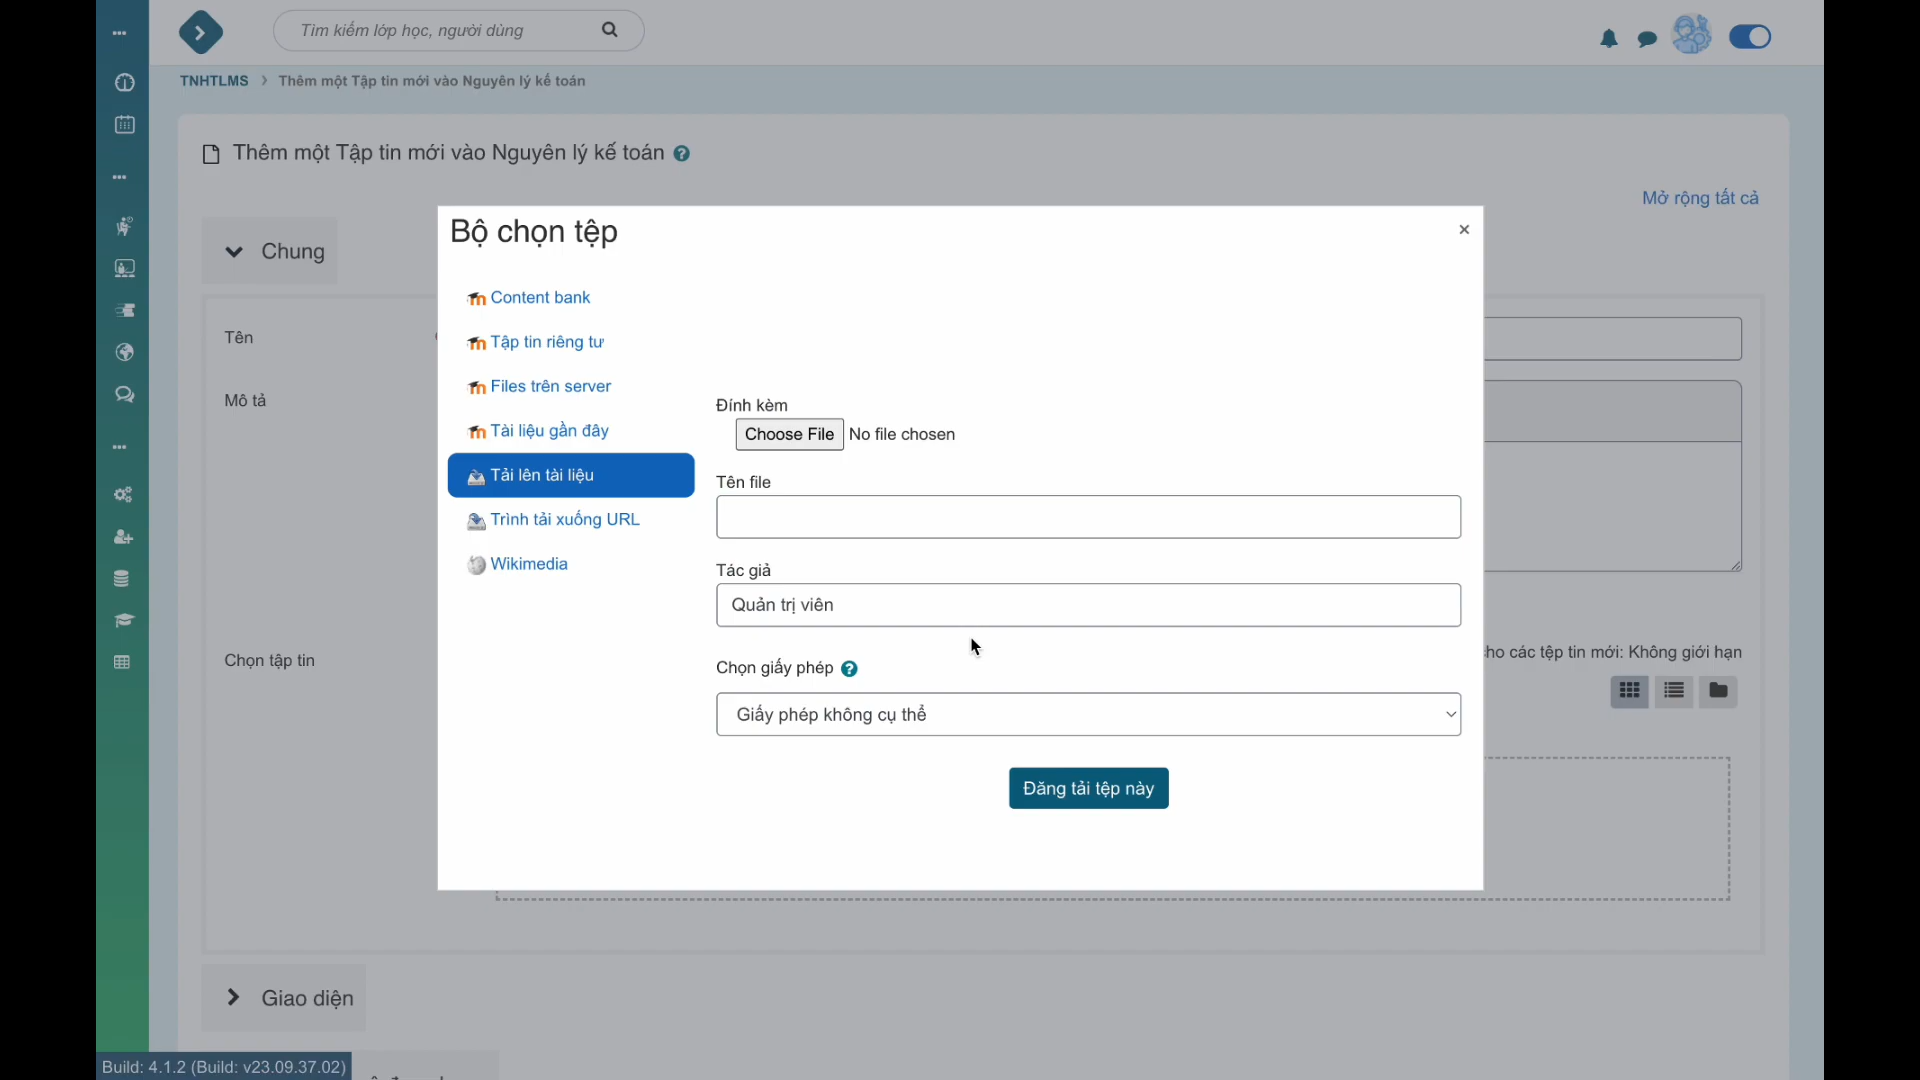 Tìm kiếm lớp học, người dùng
TNHTLMS > Thêm một Tập tin mới vào Nguyên lý kế toán
Thêm một Tập tin mới vào Nguyên lý kế toán
Mở rộng tất cả
Chung
Tên
Mô tả
Chọn tập tin
cho các tệp tin mới: Không giới hạn
Bộ chọn tệp
×
Content bank
Tập tin riêng tư
Files trên server
Tài liệu gần đây
Tải lên tài liệu
Trình tải xuống URL
Wikimedia
Đính kèm
Choose File No file chosen
Tên file
Tác giả
Quản trị viên
Chọn giấy phép
Giấy phép không cụ thể
Đăng tải tệp này
Giao diện
Build: 4.1.2 (Build: v23.09.37.02)